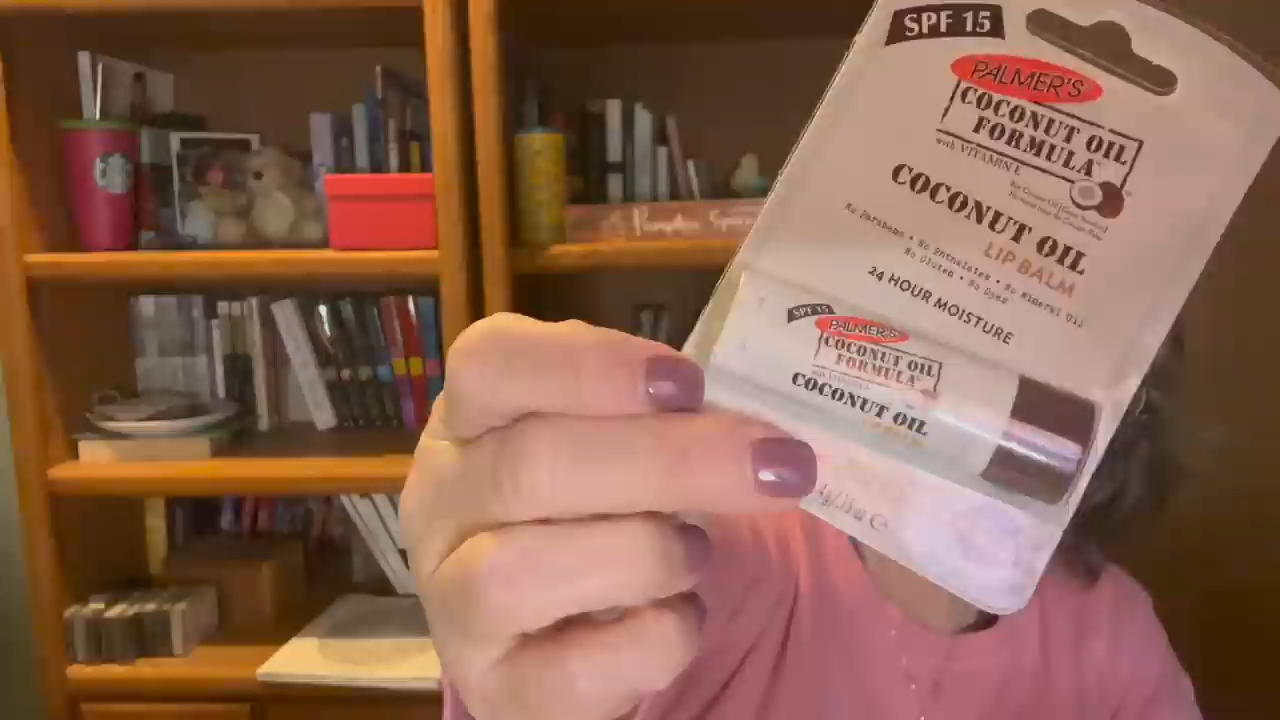 SPF 15
PALMER'S
COCONUT OIL
FORMULA
with VITAMIN E
COCONUT OIL
LIP BALM
No Parabens • No Phthalates • No Mineral Oil
No Gluten • No Dyes
24 HOUR MOISTURE
SPF 15
PALMER'S
COCONUT OIL
FORMULA
COCONUT OIL
Pumpkin